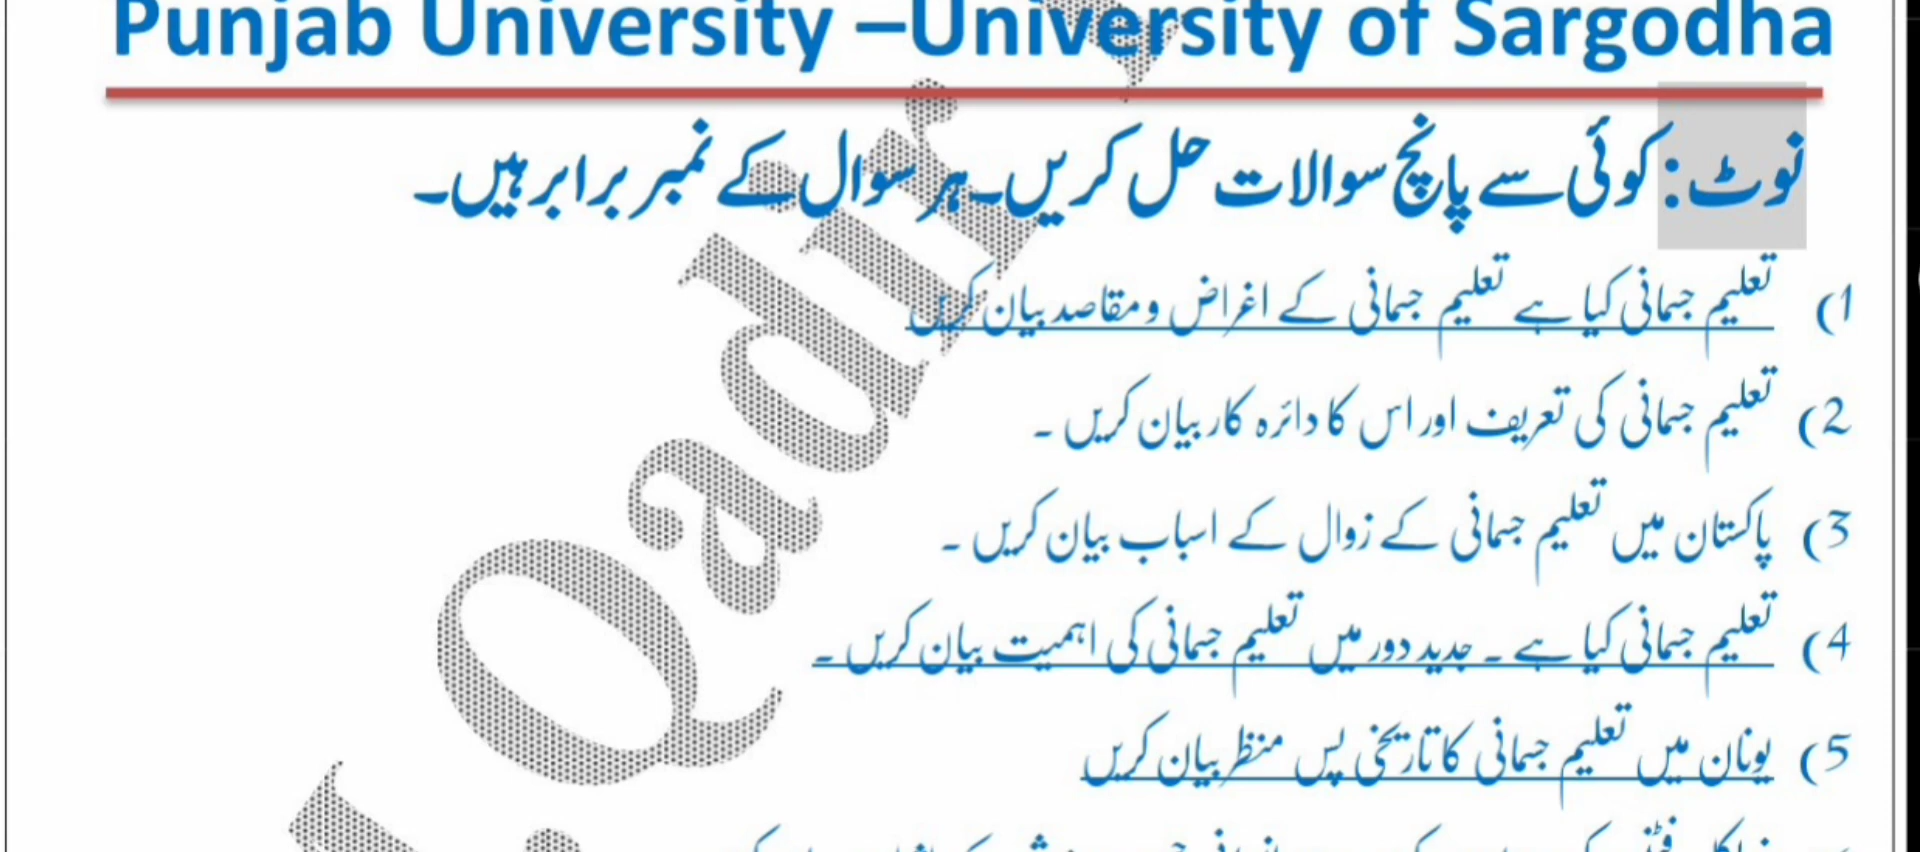 Punjab University –University of Sargodha
نوٹ: کوئی سے پانچ سوالات حل کریں۔ہر سوال کے نمبر برابر ہیں۔
1) تعلیم جسمانی کیا ہے تعلیم جسمانی کے اغراض و مقاصد بیان کریں
2) تعلیم جسمانی کی تعریف اور اس کا دائرہ کار بیان کریں ۔
3) پاکستان میں تعلیم جسمانی کے زوال کے اسباب بیان کریں ۔
4) تعلیم جسمانی کیا ہے ۔ جدید دور میں تعلیم جسمانی کی اہمیت بیان کریں ۔
5) یونان میں تعلیم جسمانی کا تاریخی پس منظر بیان کریں
Qadir